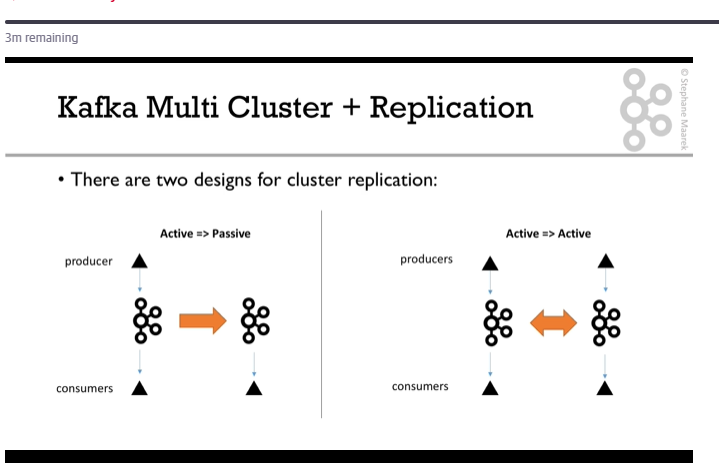 3m remaining
Kafka Multi Cluster + Replication
© Stephane Maarek
• There are two designs for cluster replication:
Active => Passive
producer
consumers
Active => Active
producers
consumers